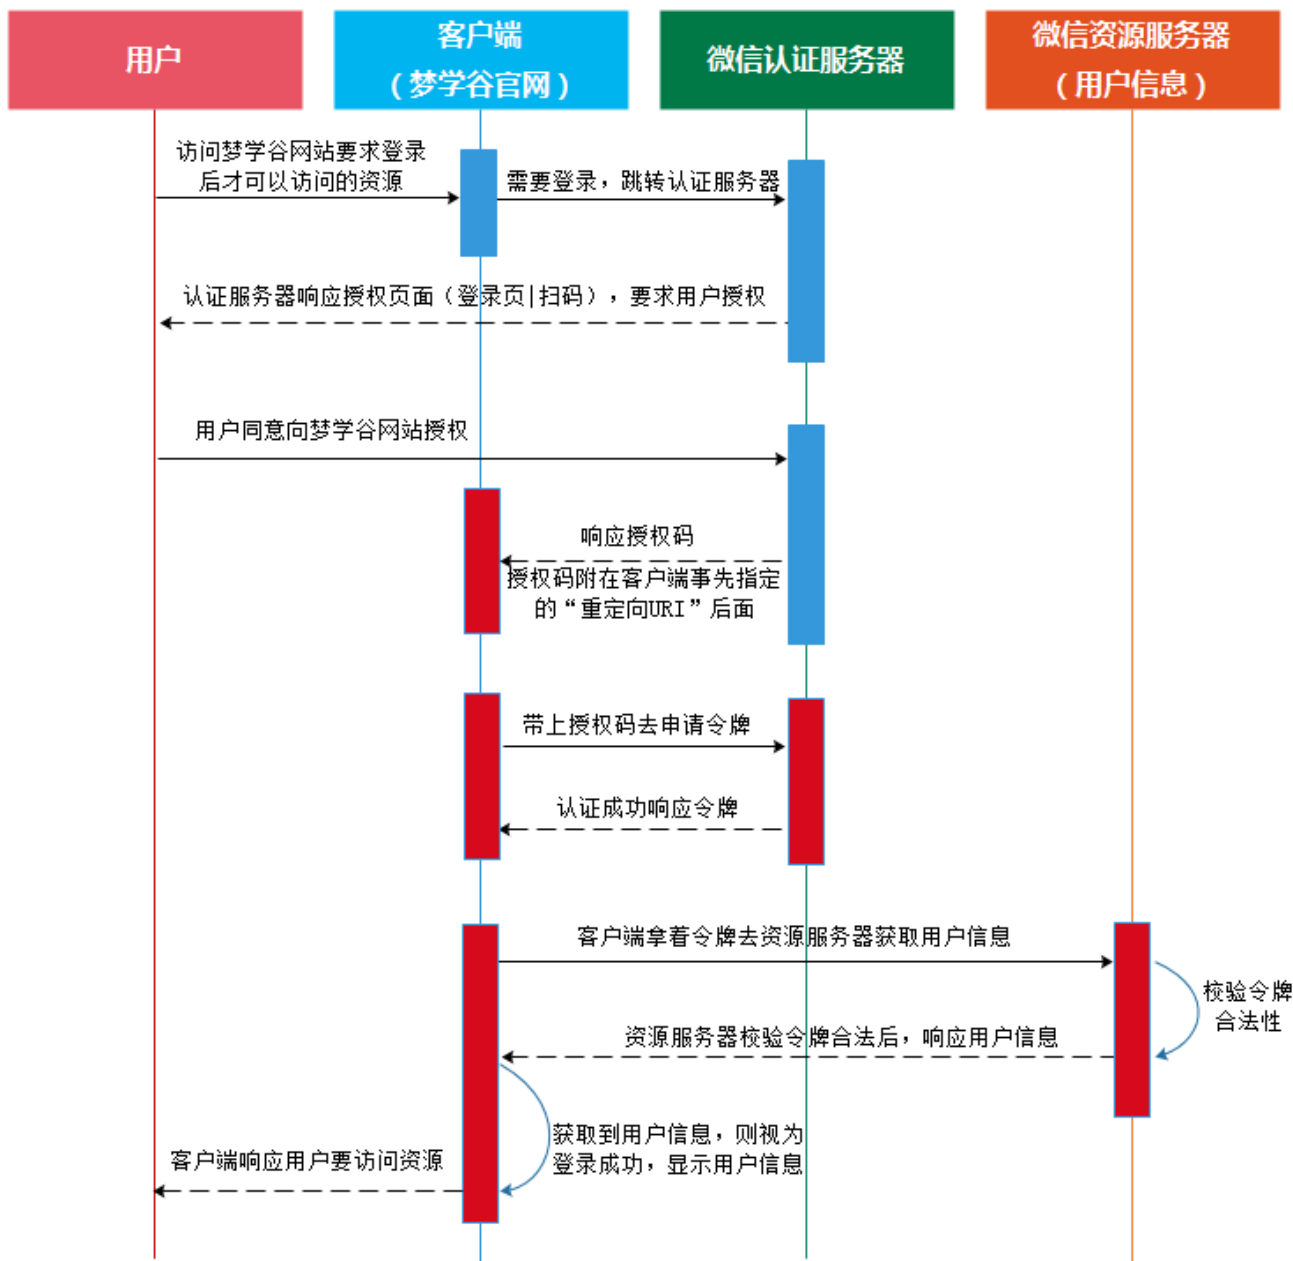 用户
客户端
（梦学谷官网）
微信认证服务器
微信资源服务器
（用户信息）
访问梦学谷网站要求登录
后才可以访问的资源
需要登录，跳转认证服务器
认证服务器响应授权页面（登录页|扫码），要求用户授权
用户同意向梦学谷网站授权
响应授权码
授权码附在客户端事先指定
的“重定向URI”后面
带上授权码去申请令牌
认证成功响应令牌
客户端拿着令牌去资源服务器获取用户信息
校验令牌
合法性
资源服务器校验令牌合法后，响应用户信息
获取到用户信息，则视为
登录成功，显示用户信息
客户端响应用户要访问资源